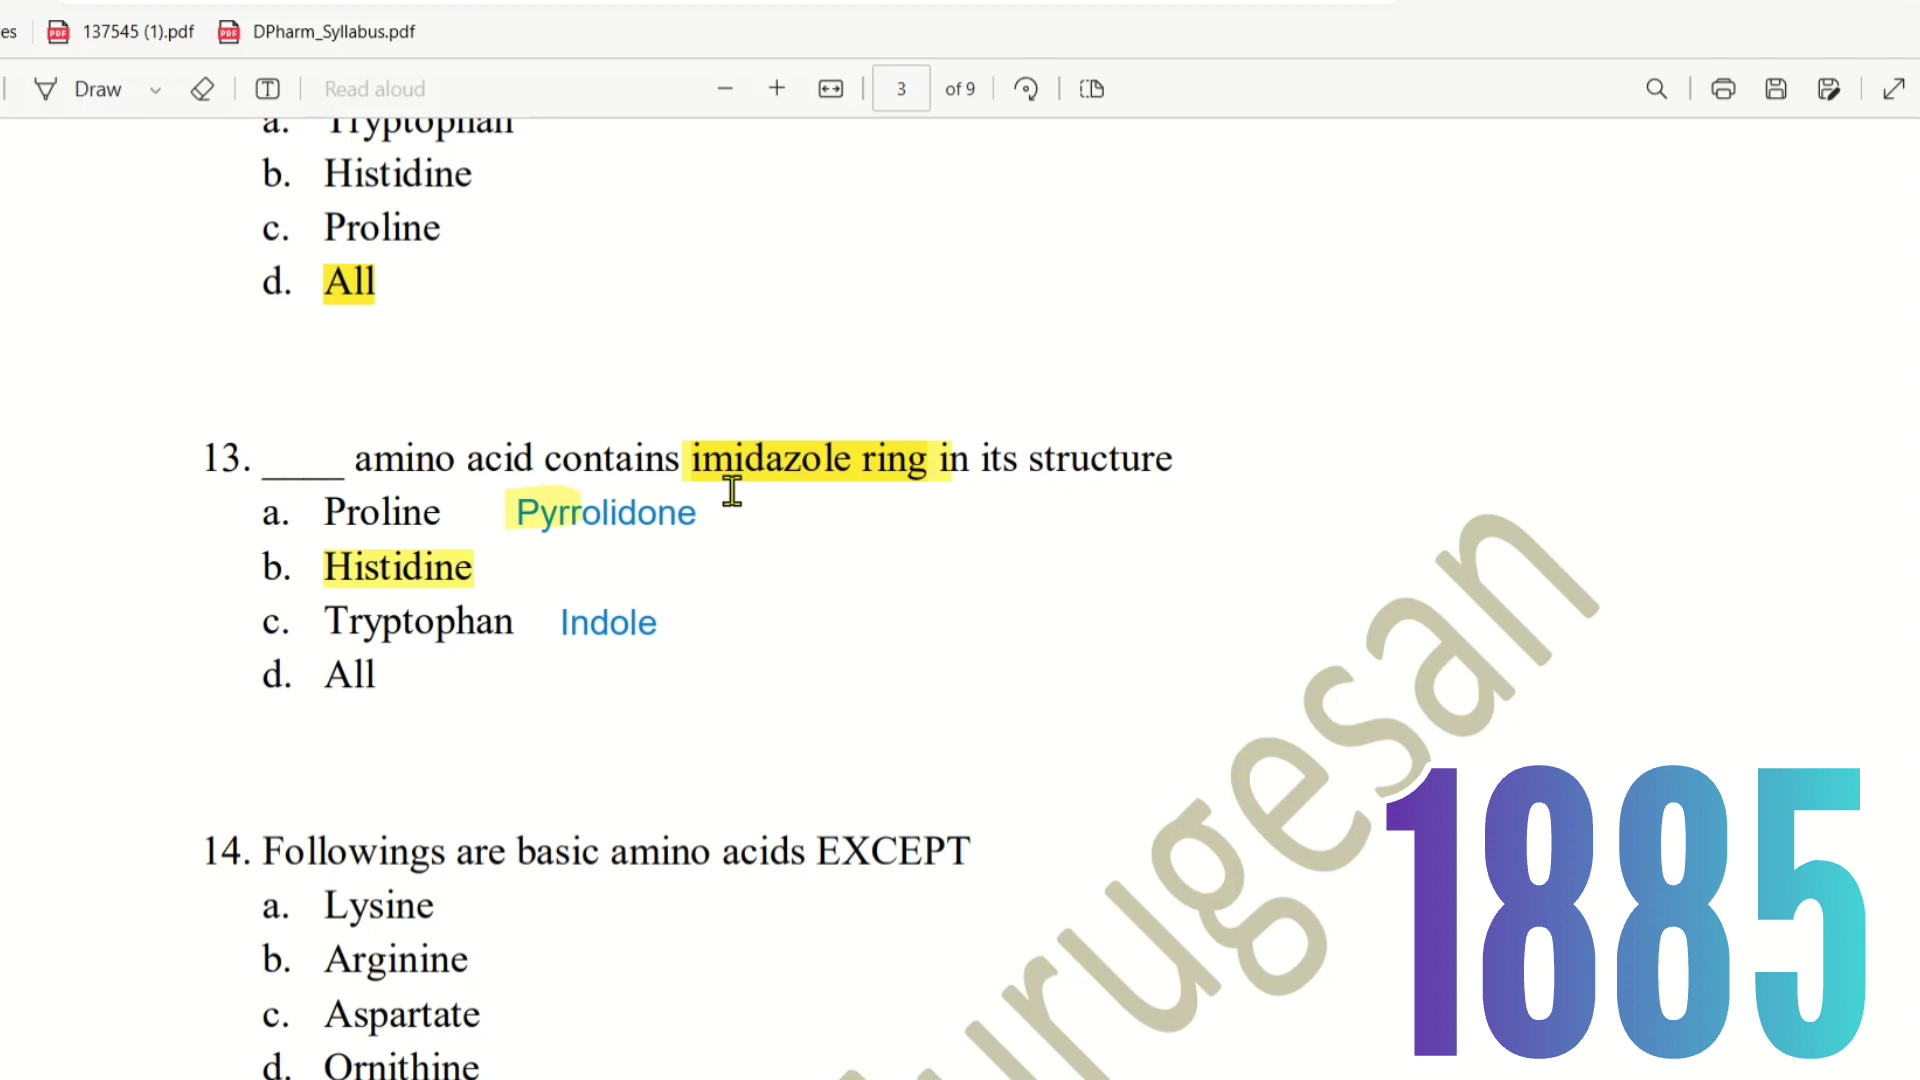 es 137545 (1).pdf DPharm_Syllabus.pdf
Draw Read aloud 3 of 9
a. Tryptophan
b. Histidine
c. Proline
d. All
13. ____ amino acid contains imidazole ring in its structure
a. Proline Pyrrolidone
b. Histidine
c. Tryptophan Indole
d. All
14. Followings are basic amino acids EXCEPT
a. Lysine
b. Arginine
c. Aspartate
d. Ornithine
urugesan
1885